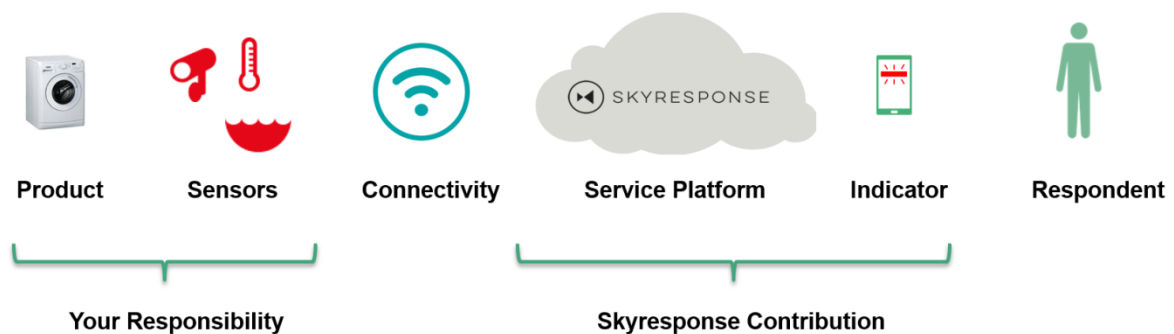 SKYRESPONSE
Product
Sensors
Connectivity
Service Platform
Indicator
Respondent
Your Responsibility
Skyresponse Contribution